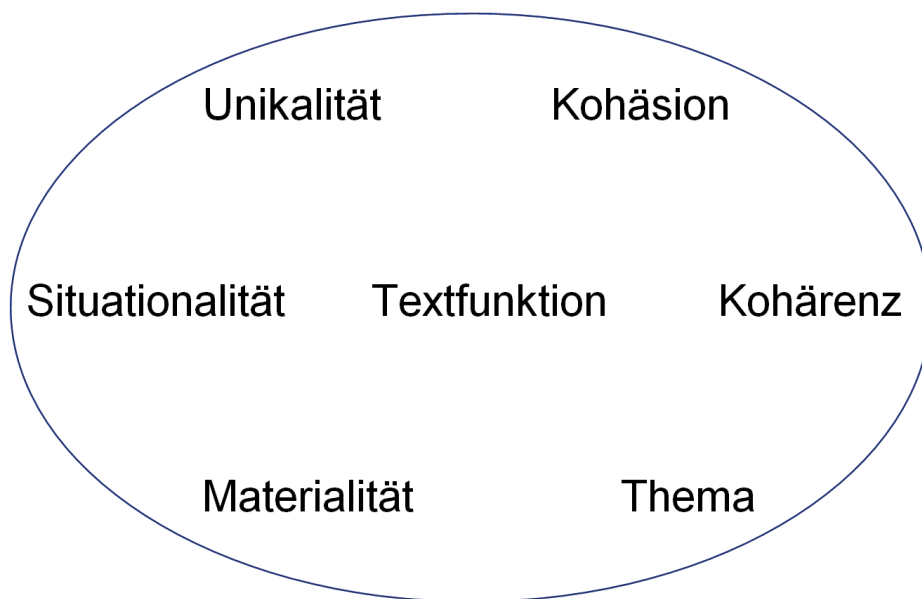 Unikalität Kohäsion
Situationalität Textfunktion Kohärenz
Materialität Thema